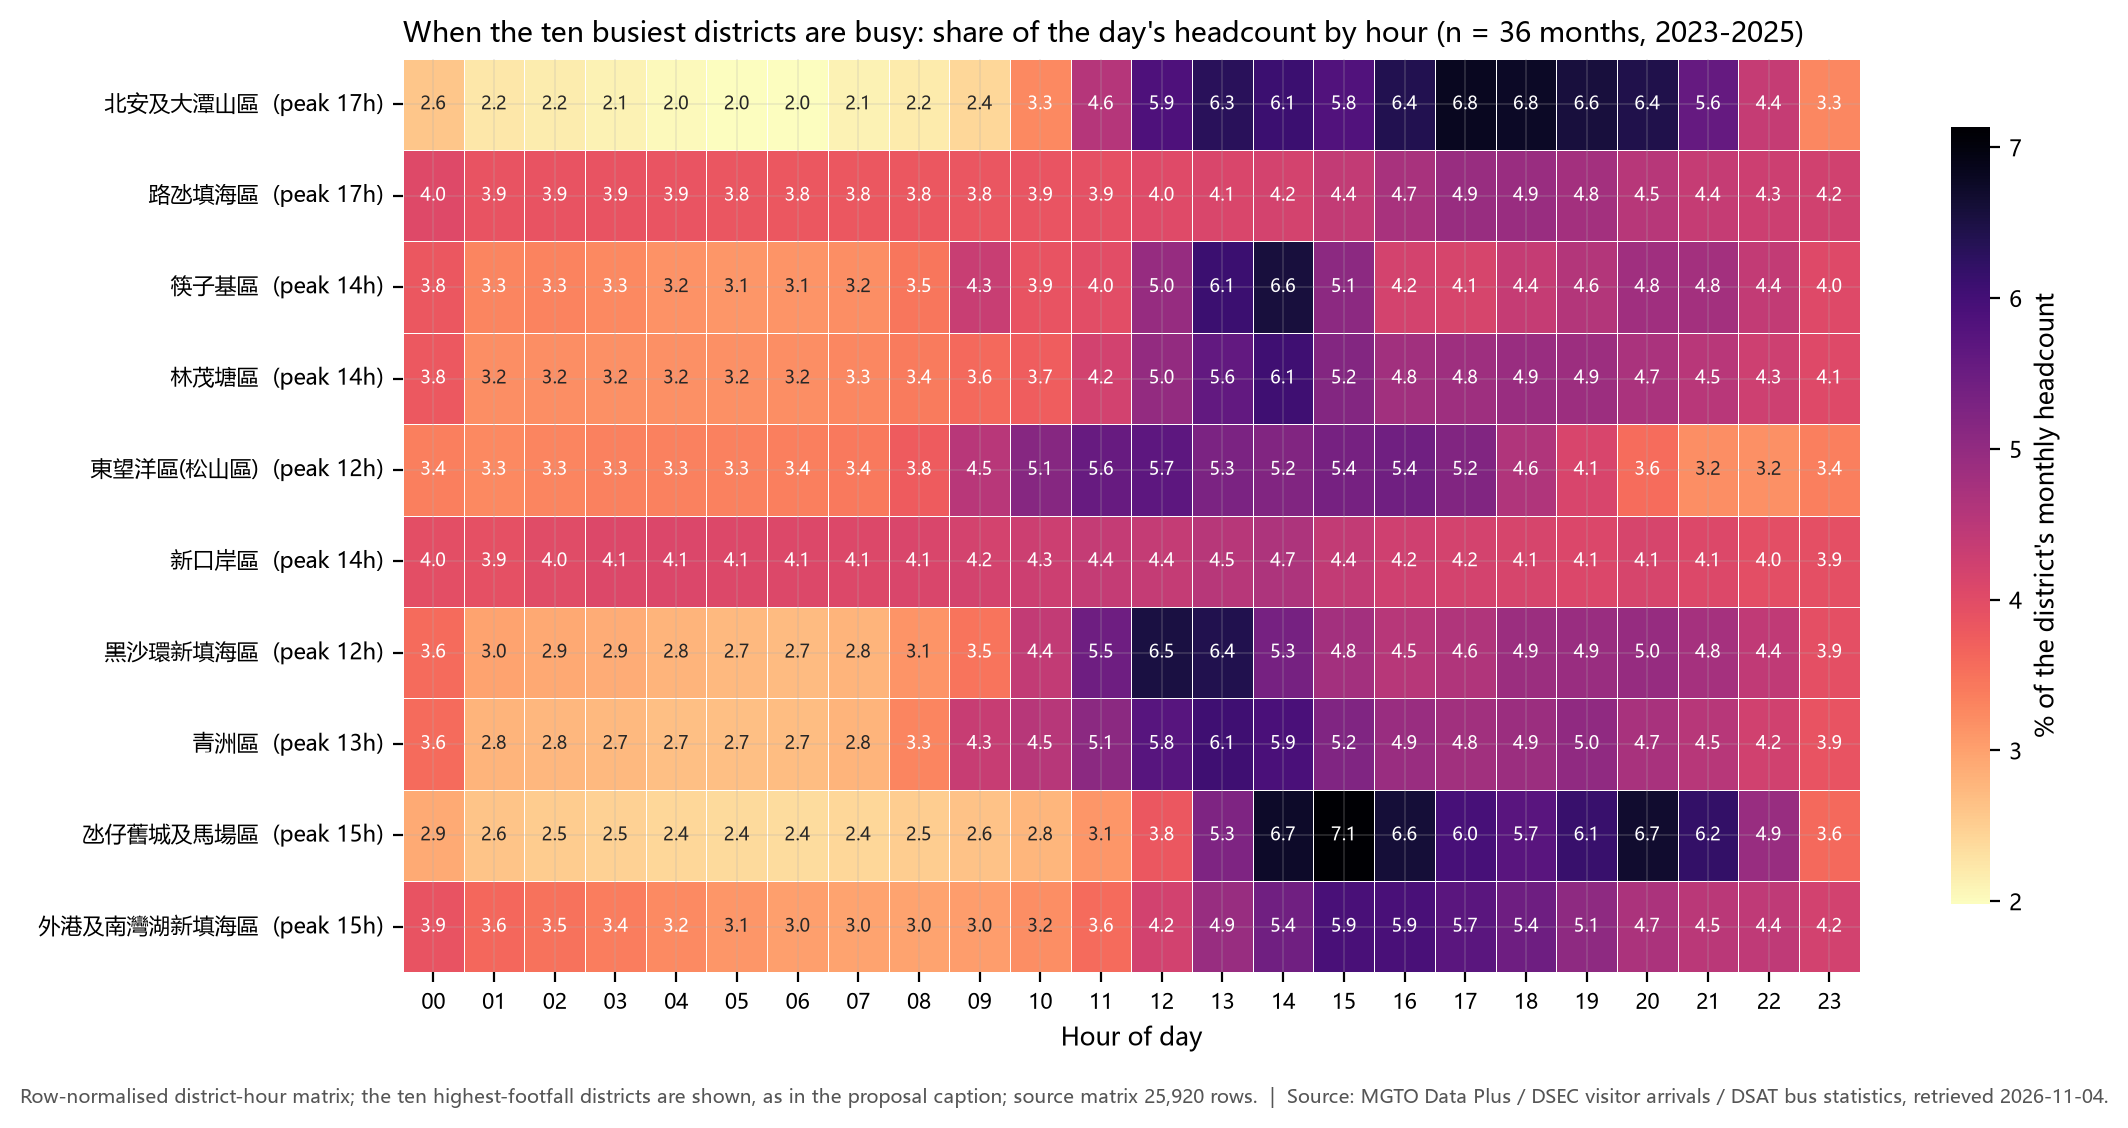 When the ten busiest districts are busy: share of the day's headcount by hour (n = 36 months, 2023-2025)
北安及大潭山區 (peak 17h) 2.6 2.2 2.2 2.1 2.0 2.0 2.0 2.1 2.2 2.4 3.3 4.6 5.9 6.3 6.1 5.8 6.4 6.8 6.8 6.6 6.4 5.6 4.4 3.3
路氹填海區 (peak 17h) 4.0 3.9 3.9 3.9 3.9 3.8 3.8 3.8 3.8 3.8 3.9 3.9 4.0 4.1 4.2 4.4 4.7 4.9 4.9 4.8 4.5 4.4 4.3 4.2
筷子基區 (peak 14h) 3.8 3.3 3.3 3.3 3.2 3.1 3.1 3.2 3.5 4.3 3.9 4.0 5.0 6.1 6.6 5.1 4.2 4.1 4.4 4.6 4.8 4.8 4.4 4.0
林茂塘區 (peak 14h) 3.8 3.2 3.2 3.2 3.2 3.2 3.2 3.3 3.4 3.6 3.7 4.2 5.0 5.6 6.1 5.2 4.8 4.8 4.9 4.9 4.7 4.5 4.3 4.1
東望洋區(松山區) (peak 12h) 3.4 3.3 3.3 3.3 3.3 3.3 3.4 3.4 3.8 4.5 5.1 5.6 5.7 5.3 5.2 5.4 5.4 5.2 4.6 4.1 3.6 3.2 3.2 3.4
新口岸區 (peak 14h) 4.0 3.9 4.0 4.1 4.1 4.1 4.1 4.1 4.1 4.2 4.3 4.4 4.4 4.5 4.7 4.4 4.2 4.2 4.1 4.1 4.1 4.1 4.0 3.9
黑沙環新填海區 (peak 12h) 3.6 3.0 2.9 2.9 2.8 2.7 2.7 2.8 3.1 3.5 4.4 5.5 6.5 6.4 5.3 4.8 4.5 4.6 4.9 4.9 5.0 4.8 4.4 3.9
青洲區 (peak 13h) 3.6 2.8 2.8 2.7 2.7 2.7 2.7 2.8 3.3 4.3 4.5 5.1 5.8 6.1 5.9 5.2 4.9 4.8 4.9 5.0 4.7 4.5 4.2 3.9
氹仔舊城及馬場區 (peak 15h) 2.9 2.6 2.5 2.5 2.4 2.4 2.4 2.4 2.5 2.6 2.8 3.1 3.8 5.3 6.7 7.1 6.6 6.0 5.7 6.1 6.7 6.2 4.9 3.6
外港及南灣湖新填海區 (peak 15h) 3.9 3.6 3.5 3.4 3.2 3.1 3.0 3.0 3.0 3.0 3.2 3.6 4.2 4.9 5.4 5.9 5.9 5.7 5.4 5.1 4.7 4.5 4.4 4.2
00 01 02 03 04 05 06 07 08 09 10 11 12 13 14 15 16 17 18 19 20 21 22 23
Hour of day
7
6
5
4
3
2
% of the district's monthly headcount
Row-normalised district-hour matrix; the ten highest-footfall districts are shown, as in the proposal caption; source matrix 25,920 rows. | Source: MGTO Data Plus / DSEC visitor arrivals / DSAT bus statistics, retrieved 2026-11-04.